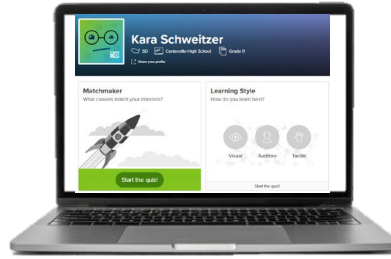 Kara Schweitzer
SD Centerville High School Grade 11
Share your profile
Matchmaker
What careers match your interests?
Start the quiz!
Learning Style
How do you learn best?
Visual Auditory Tactile
Start the quiz!